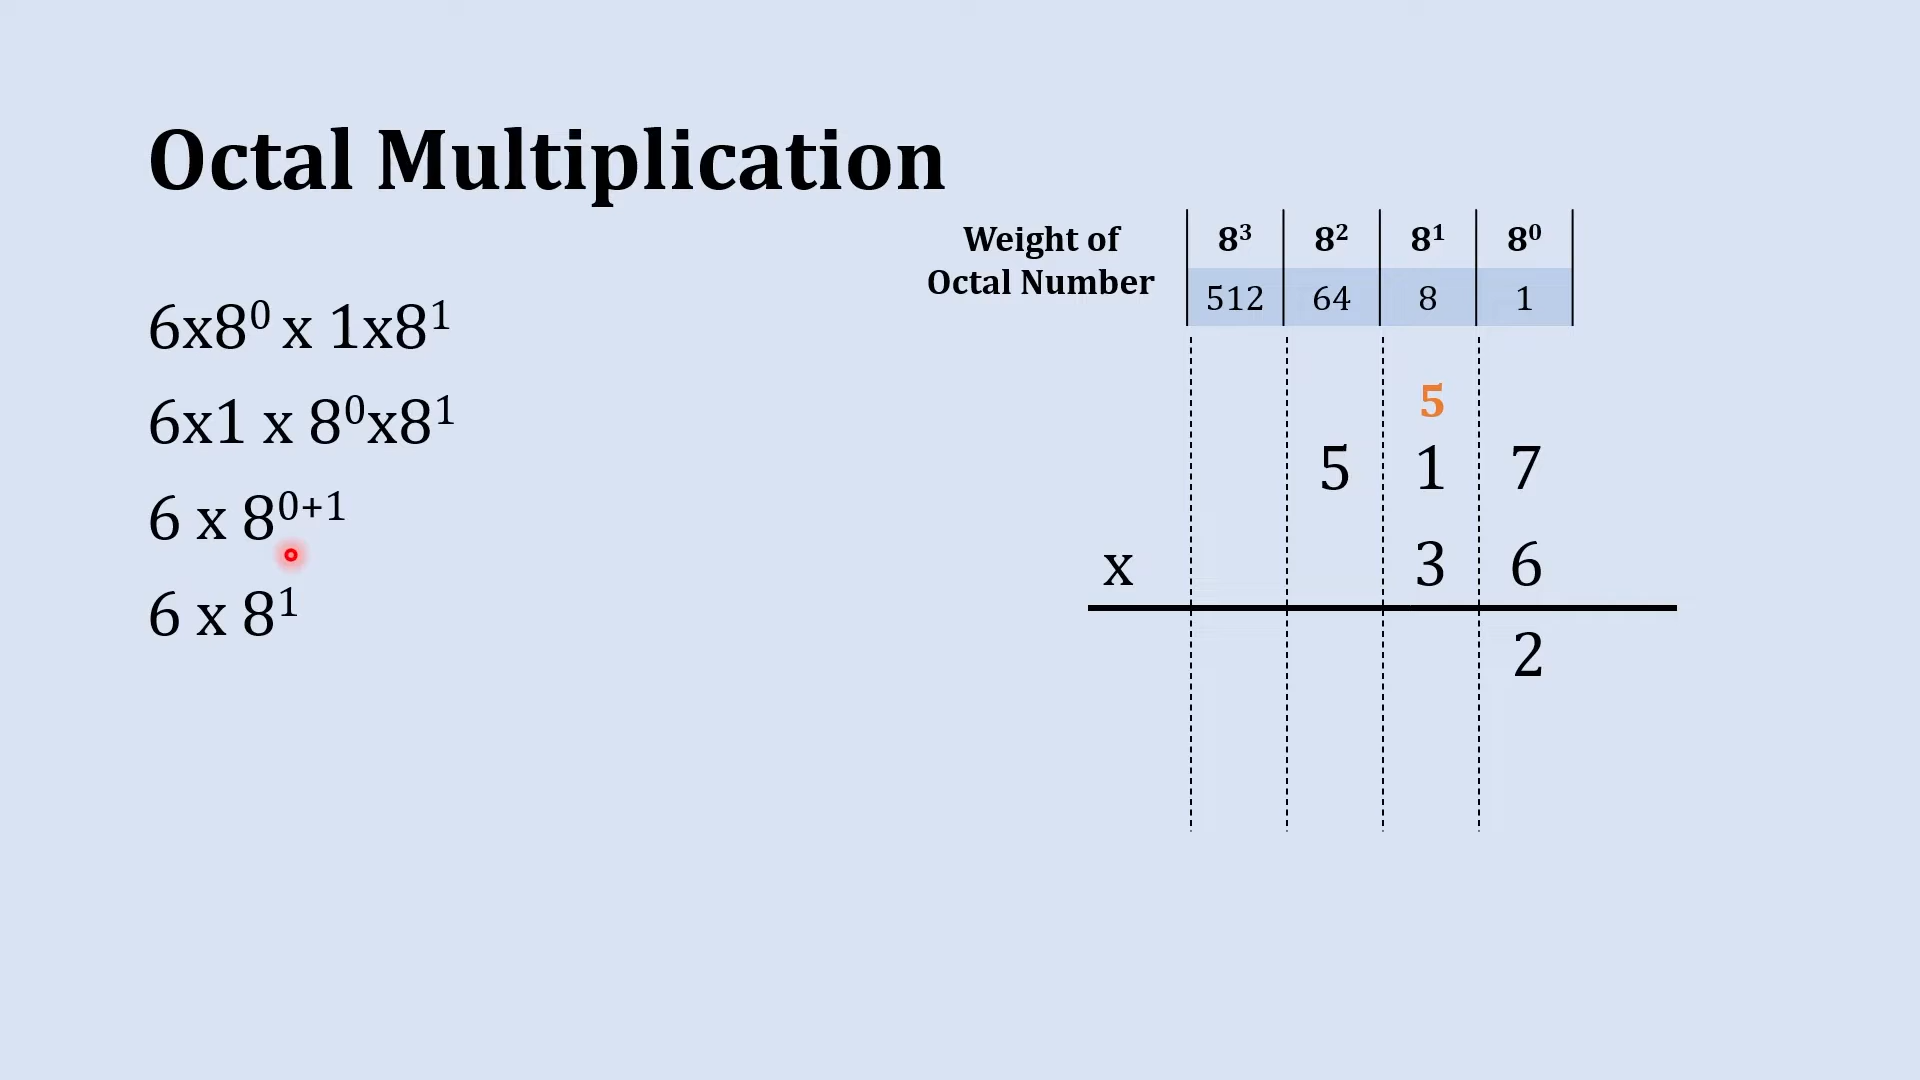 Octal Multiplication
Weight of
Octal Number
8³ 8² 8¹ 8⁰
512 64 8 1
6x8⁰ x 1x8¹
6x1 x 8⁰x8¹
6 x 8⁰⁺¹
6 x 8¹
5
5 1 7
x 3 6
2